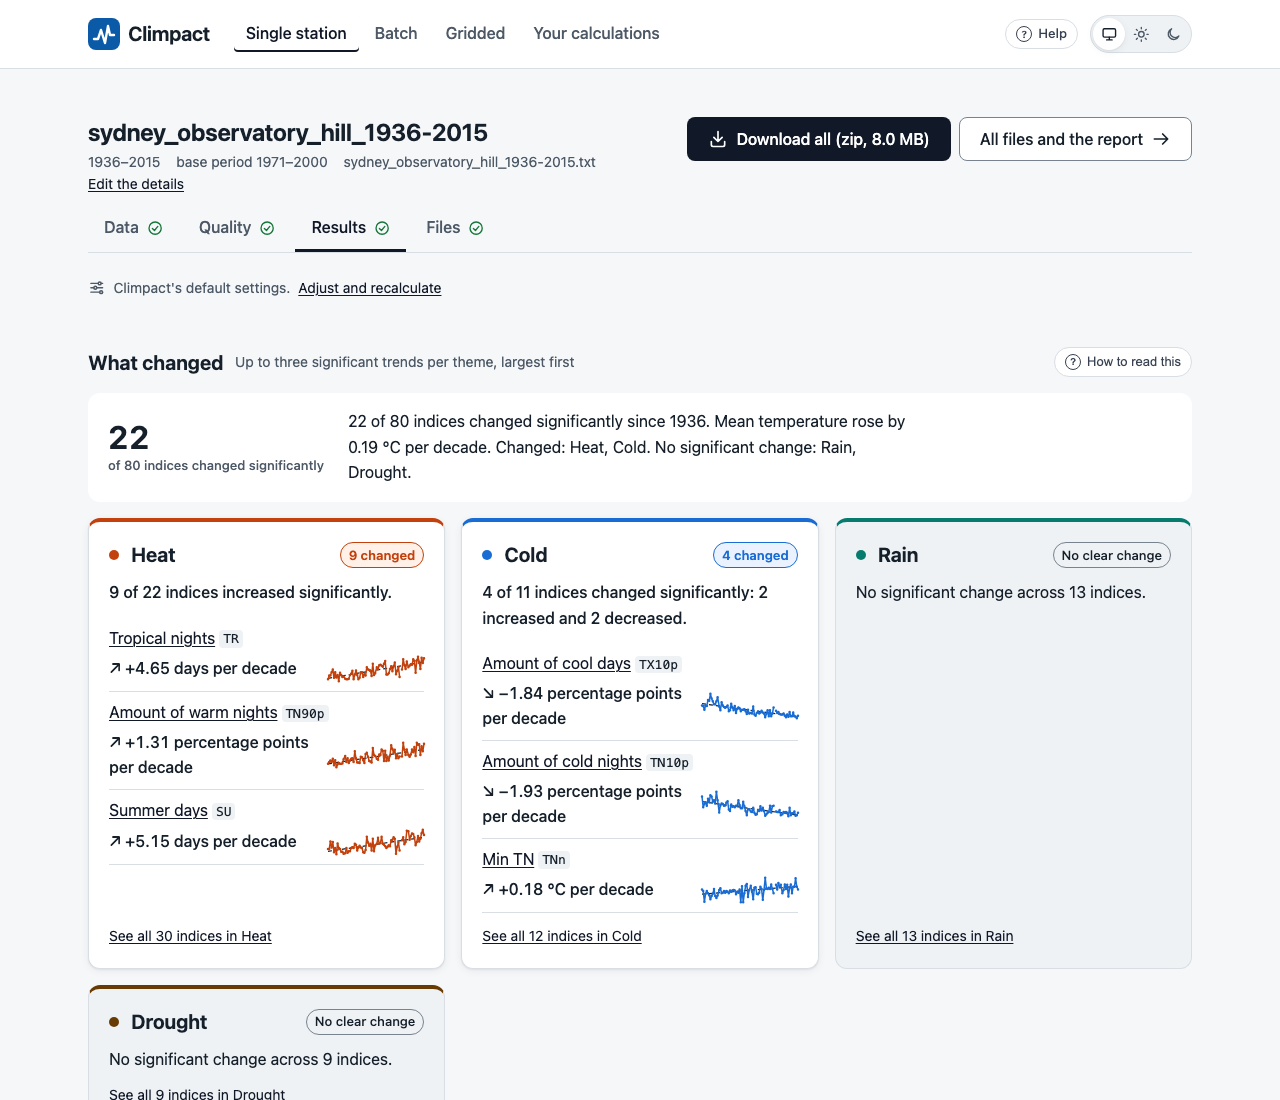 Climpact
Single station
Batch
Gridded
Your calculations
Help
sydney_observatory_hill_1936-2015
1936–2015 base period 1971–2000 sydney_observatory_hill_1936-2015.txt
Edit the details
Download all (zip, 8.0 MB)
All files and the report
Data
Quality
Results
Files
Climpact's default settings. Adjust and recalculate
What changed
Up to three significant trends per theme, largest first
How to read this
22
of 80 indices changed significantly
22 of 80 indices changed significantly since 1936. Mean temperature rose by
0.19 °C per decade. Changed: Heat, Cold. No significant change: Rain,
Drought.
Heat
9 changed
9 of 22 indices increased significantly.
Tropical nights TR
+4.65 days per decade
Amount of warm nights TN90p
+1.31 percentage points
per decade
Summer days SU
+5.15 days per decade
See all 30 indices in Heat
Cold
4 changed
4 of 11 indices changed significantly: 2
increased and 2 decreased.
Amount of cool days TX10p
−1.84 percentage points
per decade
Amount of cold nights TN10p
−1.93 percentage points
per decade
Min TN TNn
+0.18 °C per decade
See all 12 indices in Cold
Rain
No clear change
No significant change across 13 indices.
See all 13 indices in Rain
Drought
No clear change
No significant change across 9 indices.
See all 9 indices in Drought